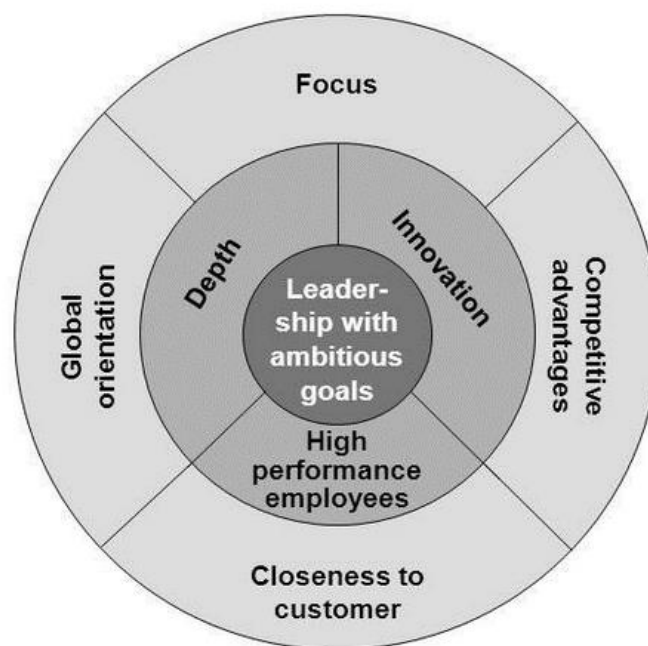 Focus
Depth
Innovation
Leader-
ship with
ambitious
goals
Global
orientation
Competitive
advantages
High
performance
employees
Closeness to
customer